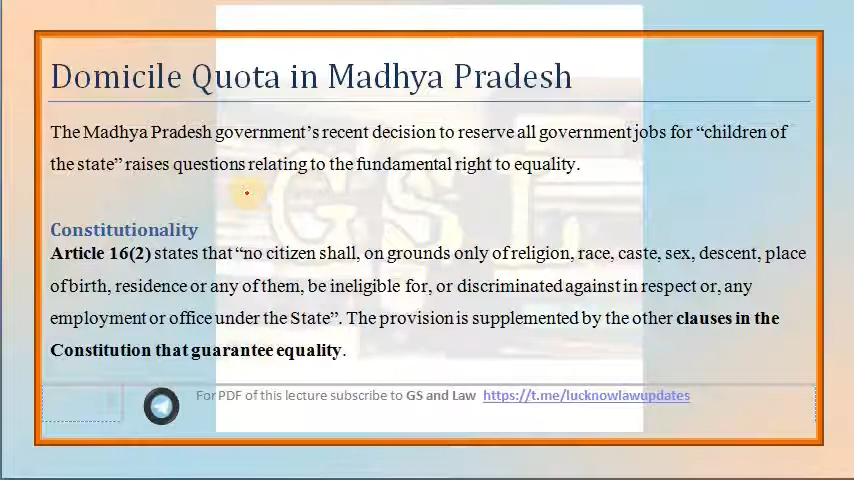 Domicile Quota in Madhya Pradesh
The Madhya Pradesh government’s recent decision to reserve all government jobs for “children of
the state” raises questions relating to the fundamental right to equality.
Constitutionality
Article 16(2) states that “no citizen shall, on grounds only of religion, race, caste, sex, descent, place
of birth, residence or any of them, be ineligible for, or discriminated against in respect or, any
employment or office under the State”. The provision is supplemented by the other clauses in the
Constitution that guarantee equality.
For PDF of this lecture subscribe to GS and Law https://t.me/lucknowlawupdates
GSL